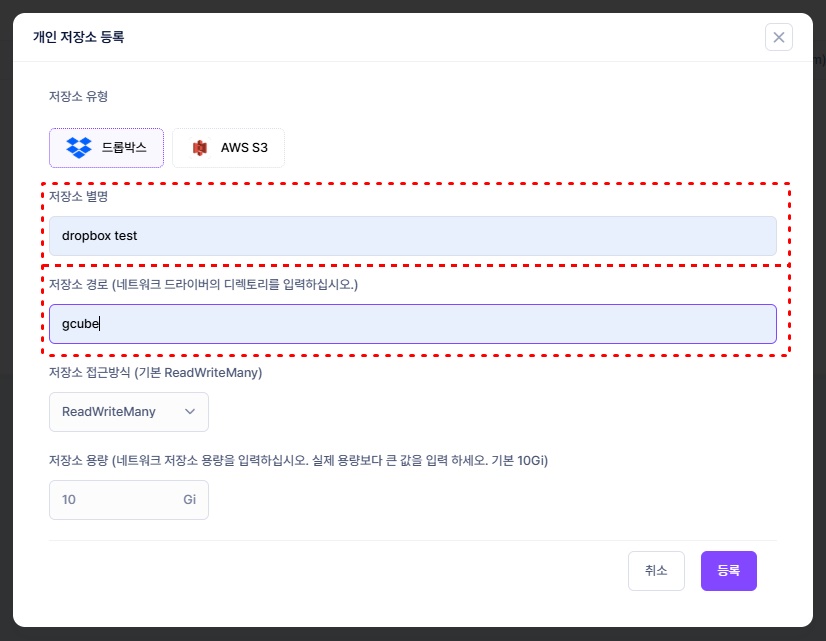 개인 저장소 등록
저장소 유형
드롭박스
AWS S3
저장소 별명
dropbox test
저장소 경로 (네트워크 드라이버의 디렉토리를 입력하십시오.)
gcube
저장소 접근방식 (기본 ReadWriteMany)
ReadWriteMany
저장소 용량 (네트워크 저장소 용량을 입력하십시오. 실제 용량보다 큰 값을 입력 하세요. 기본 10Gi)
10 Gi
취소
등록